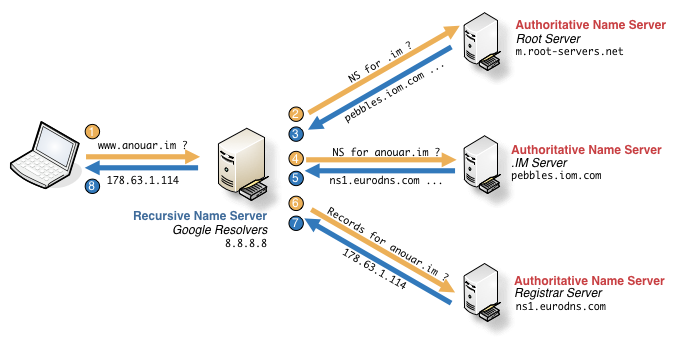 1
www.anouar.im ?
8
178.63.1.114
Recursive Name Server
Google Resolvers
8.8.8.8
2
NS for .im ?
3
pebbles.iom.com ...
Authoritative Name Server
Root Server
m.root-servers.net
4
NS for anouar.im ?
5
ns1.eurodns.com ...
Authoritative Name Server
.IM Server
pebbles.iom.com
6
Records for anouar.im ?
7
178.63.1.114
Authoritative Name Server
Registrar Server
ns1.eurodns.com